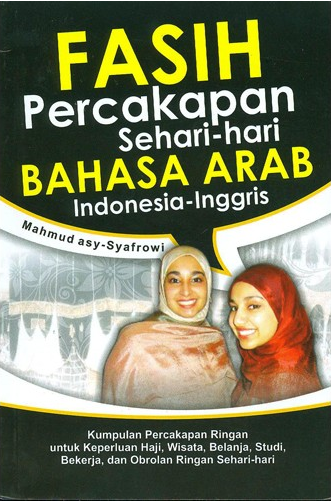 FASIH
Percakapan
Sehari-hari
BAHASA ARAB
Indonesia-Inggris
Mahmud asy-Syafrowi
Kumpulan Percakapan Ringan
untuk Keperluan Haji, Wisata, Belanja, Studi,
Bekerja, dan Obrolan Ringan Sehari-hari